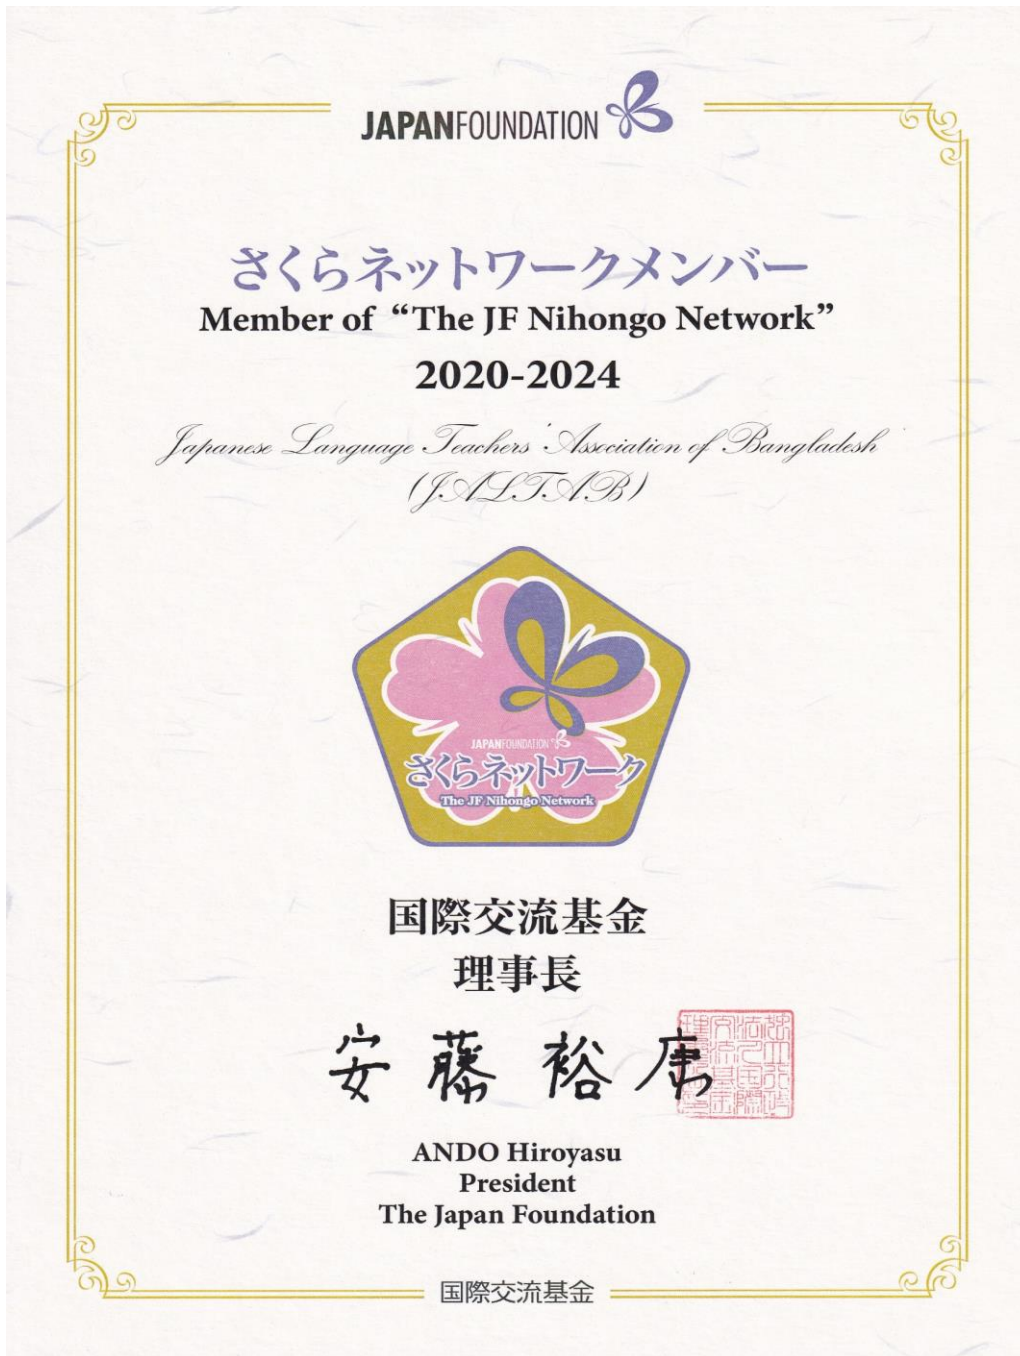 JAPANFOUNDATION
さくらネットワークメンバー
Member of “The JF Nihongo Network”
2020-2024
Japanese Language Teachers' Association of Bangladesh
(JALTAB)
JAPANFOUNDATION
さくらネットワーク
The JF Nihongo Network
国際交流基金
理事長
安藤 裕康
ANDO Hiroyasu
President
The Japan Foundation
国際交流基金